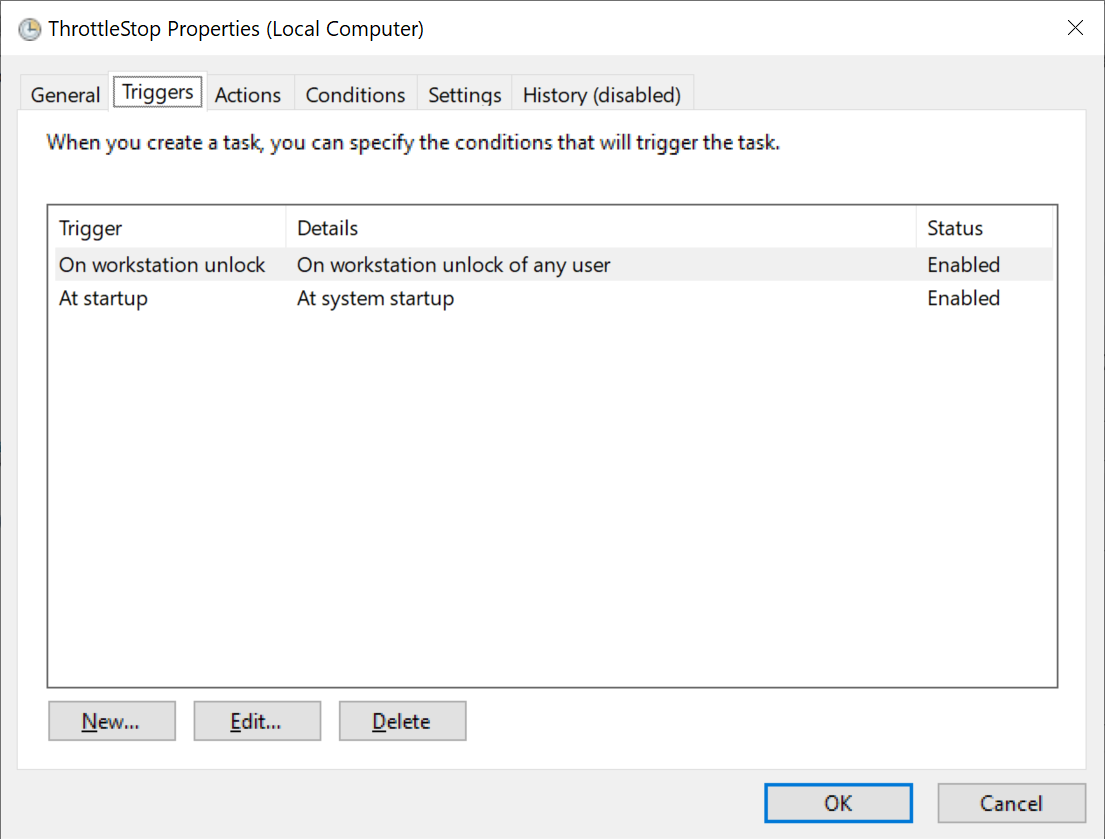 ThrottleStop Properties (Local Computer)
General Triggers Actions Conditions Settings History (disabled)
When you create a task, you can specify the conditions that will trigger the task.
Trigger Details Status
On workstation unlock On workstation unlock of any user Enabled
At startup At system startup Enabled
New... Edit... Delete
OK Cancel